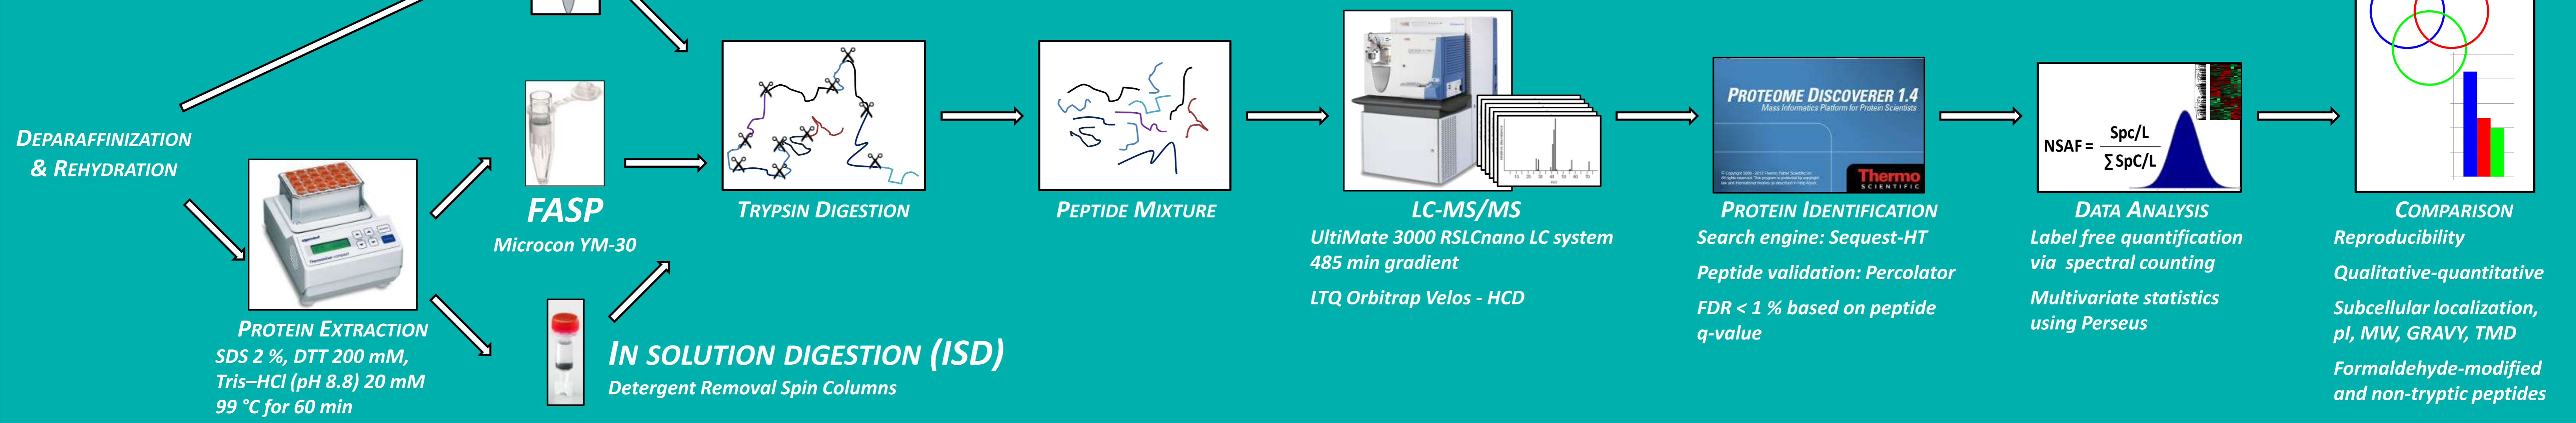 DEPARAFFINIZATION
& REHYDRATION
PROTEIN EXTRACTION
SDS 2 %, DTT 200 mM,
Tris–HCl (pH 8.8) 20 mM
99 °C for 60 min
FASP
Microcon YM-30
IN SOLUTION DIGESTION (ISD)
Detergent Removal Spin Columns
TRYPSIN DIGESTION
PEPTIDE MIXTURE
LC-MS/MS
UltiMate 3000 RSLCnano LC system
485 min gradient
LTQ Orbitrap Velos - HCD
PROTEOME DISCOVERER 1.4
Mass Informatics Platform for Protein Scientists
Thermo
SCIENTIFIC
PROTEIN IDENTIFICATION
Search engine: Sequest-HT
Peptide validation: Percolator
FDR < 1 % based on peptide
q-value
NSAF = Spc/L
∑ SpC/L
DATA ANALYSIS
Label free quantification
via spectral counting
Multivariate statistics
using Perseus
COMPARISON
Reproducibility
Qualitative-quantitative
Subcellular localization,
pI, MW, GRAVY, TMD
Formaldehyde-modified
and non-tryptic peptides